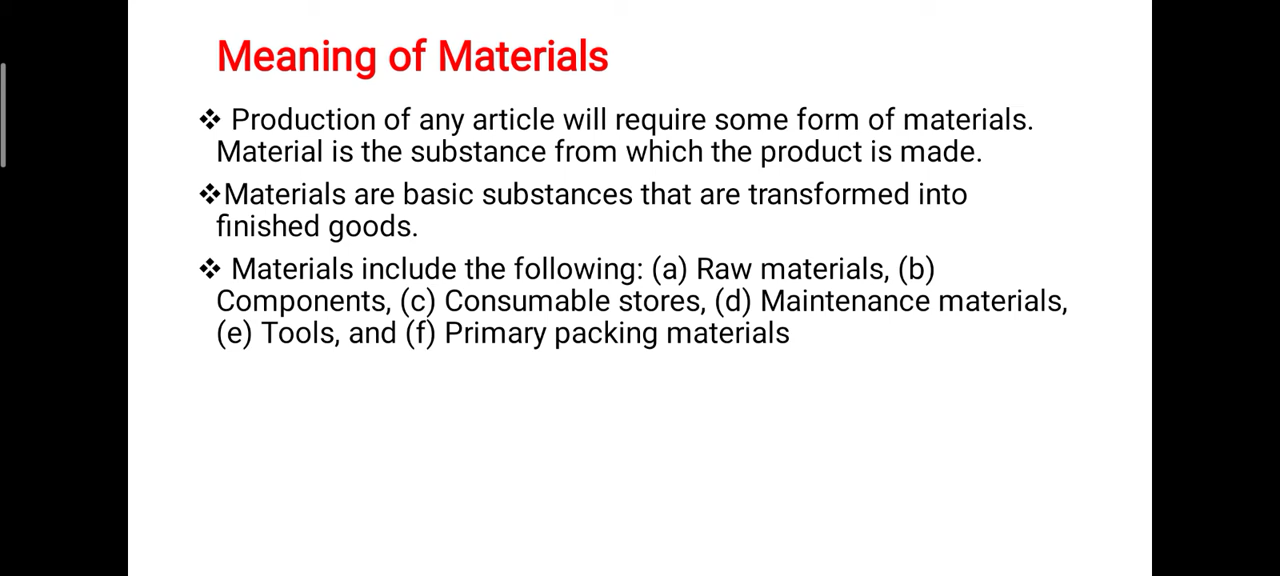 Meaning of Materials
❖ Production of any article will require some form of materials.
Material is the substance from which the product is made.
❖Materials are basic substances that are transformed into
finished goods.
❖ Materials include the following: (a) Raw materials, (b)
Components, (c) Consumable stores, (d) Maintenance materials,
(e) Tools, and (f) Primary packing materials